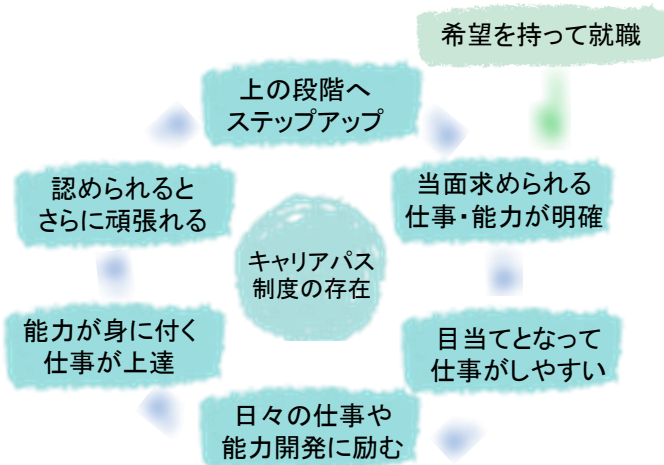 希望を持って就職
上の段階へ
ステップアップ
当面求められる
仕事・能力が明確
目当てとなって
仕事がしやすい
日々の仕事や
能力開発に励む
能力が身に付く
仕事が上達
認められると
さらに頑張れる
キャリアパス
制度の存在